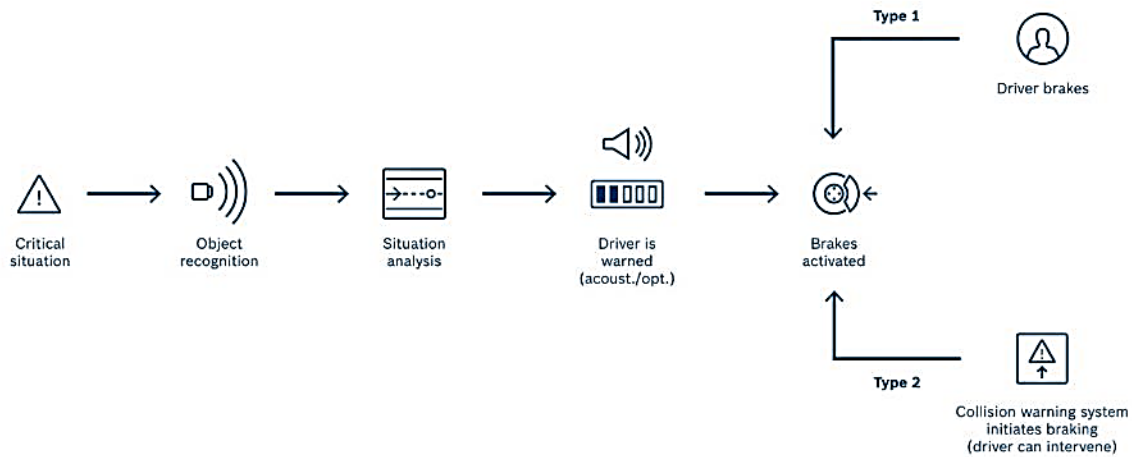 Type 1
Driver brakes
Critical
situation
Object
recognition
Situation
analysis
Driver is
warned
(acoust./opt.)
Brakes
activated
Type 2
Collision warning system
initiates braking
(driver can intervene)